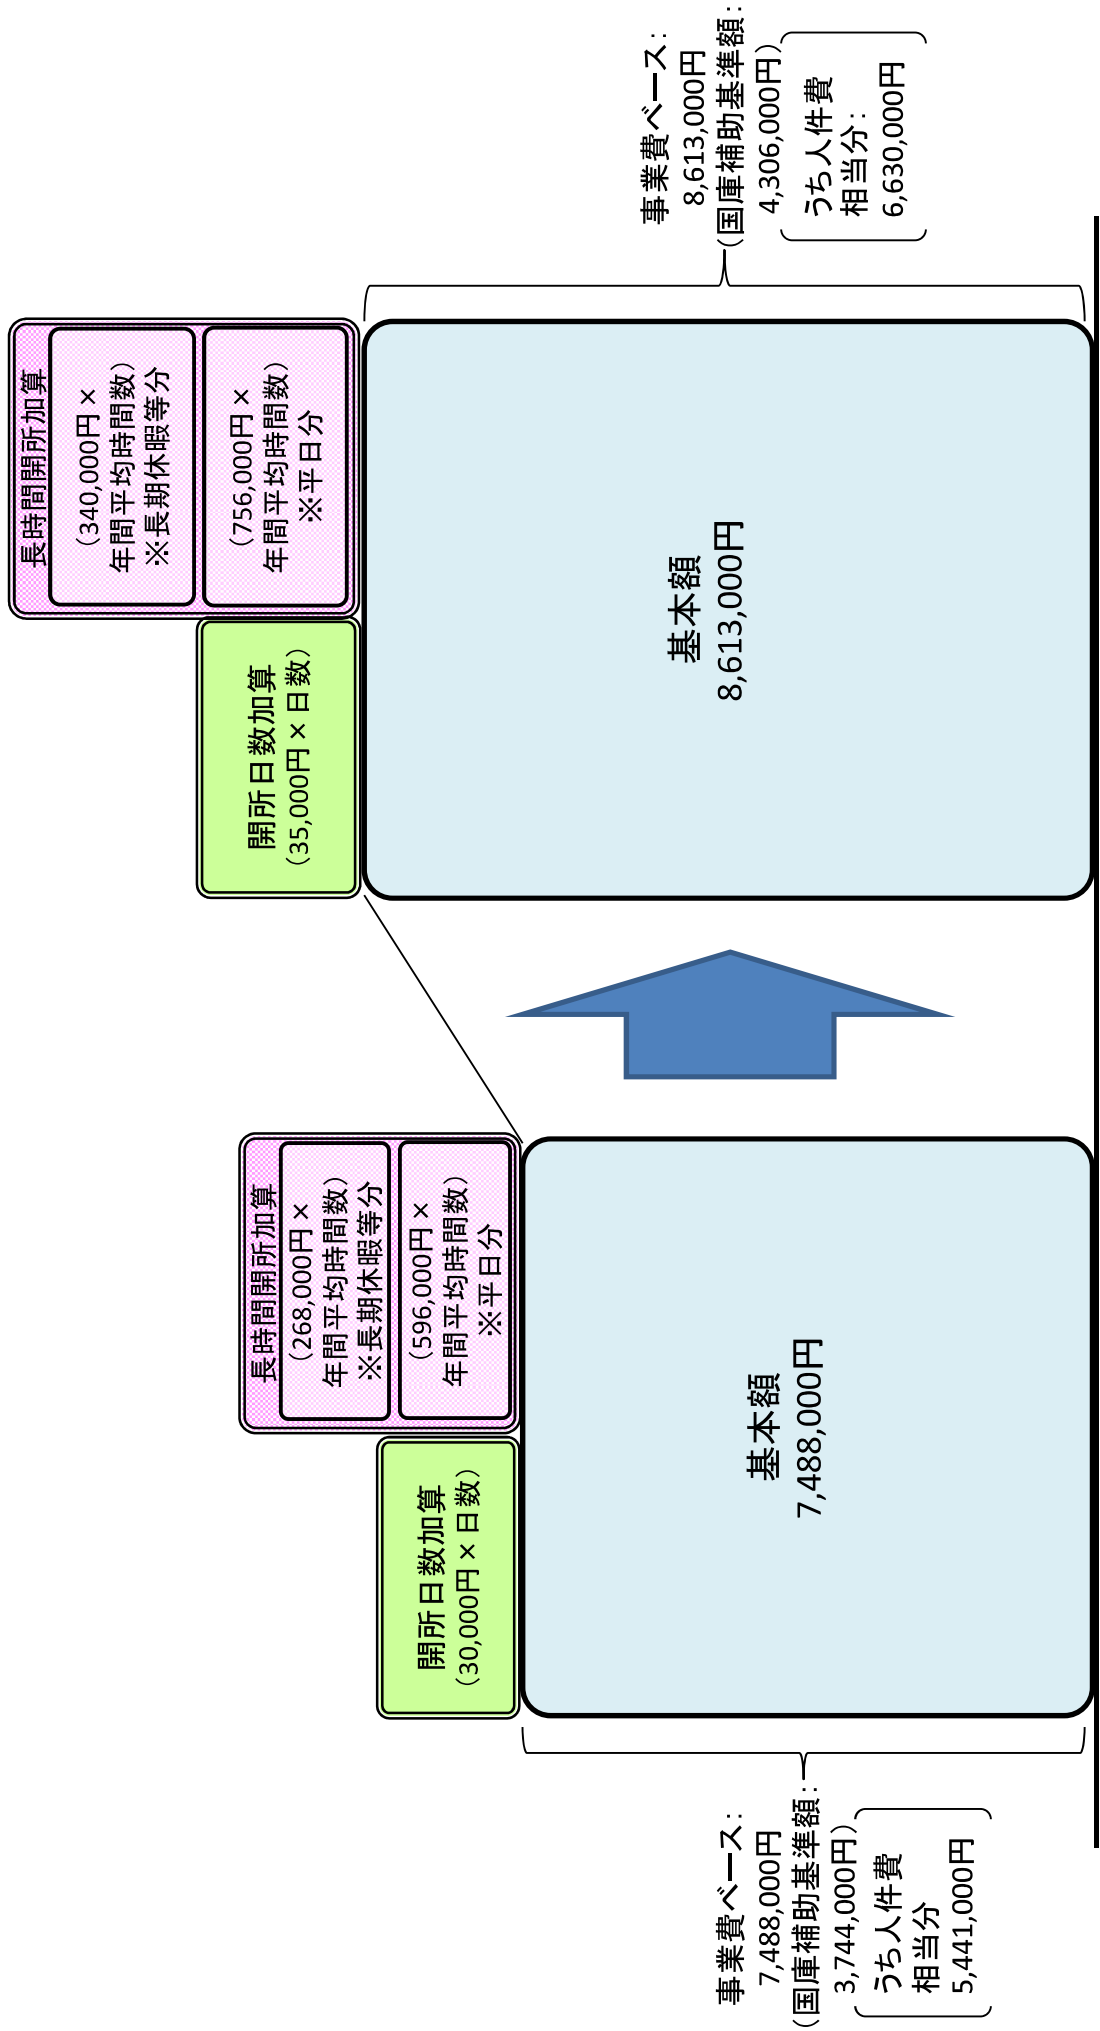 事業費ベース：
7,488,000円
（国庫補助基準額：
3,744,000円）
うち人件費
相当分
5,441,000円
開所日数加算
（30,000円×日数）
長時間開所加算
（268,000円×
年間平均時間数）
※長期休暇等分
（596,000円×
年間平均時間数）
※平日分
基本額
7,488,000円
開所日数加算
（35,000円×日数）
長時間開所加算
（340,000円×
年間平均時間数）
※長期休暇等分
（756,000円×
年間平均時間数）
※平日分
基本額
8,613,000円
事業費ベース：
8,613,000円
（国庫補助基準額：
4,306,000円）
うち人件費
相当分：
6,630,000円